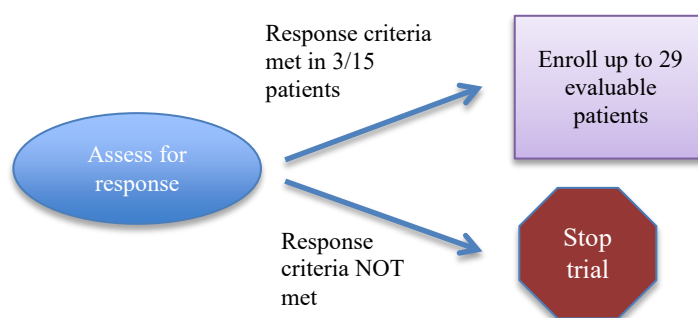 Response criteria
met in 3/15
patients
Enroll up to 29
evaluable
patients
Assess for
response
Response
criteria NOT
met
Stop
trial